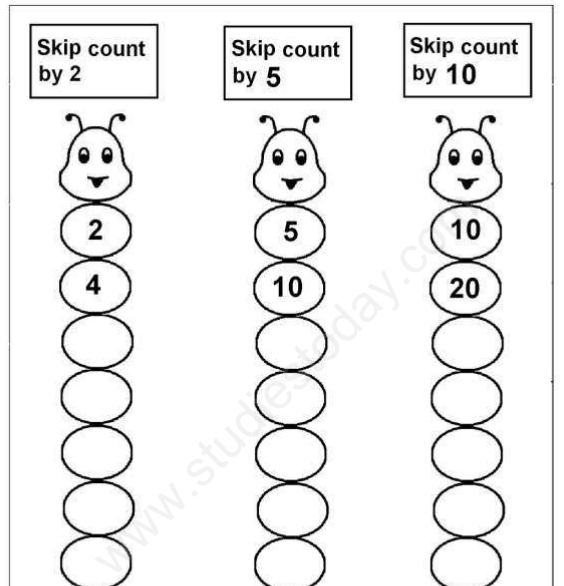 Skip count
by 2
Skip count
by 5
Skip count
by 10
2
5
10
4
10
20
www.studiestoday.com